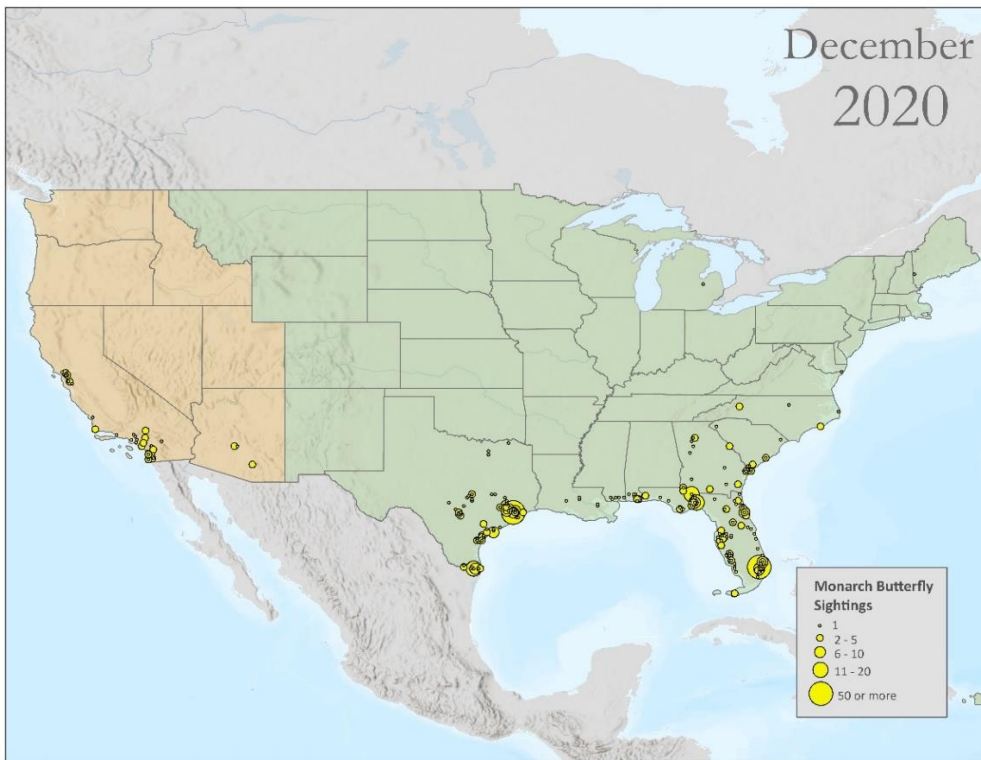 December
2020
Monarch Butterfly
Sightings
1
2 - 5
6 - 10
11 - 20
50 or more